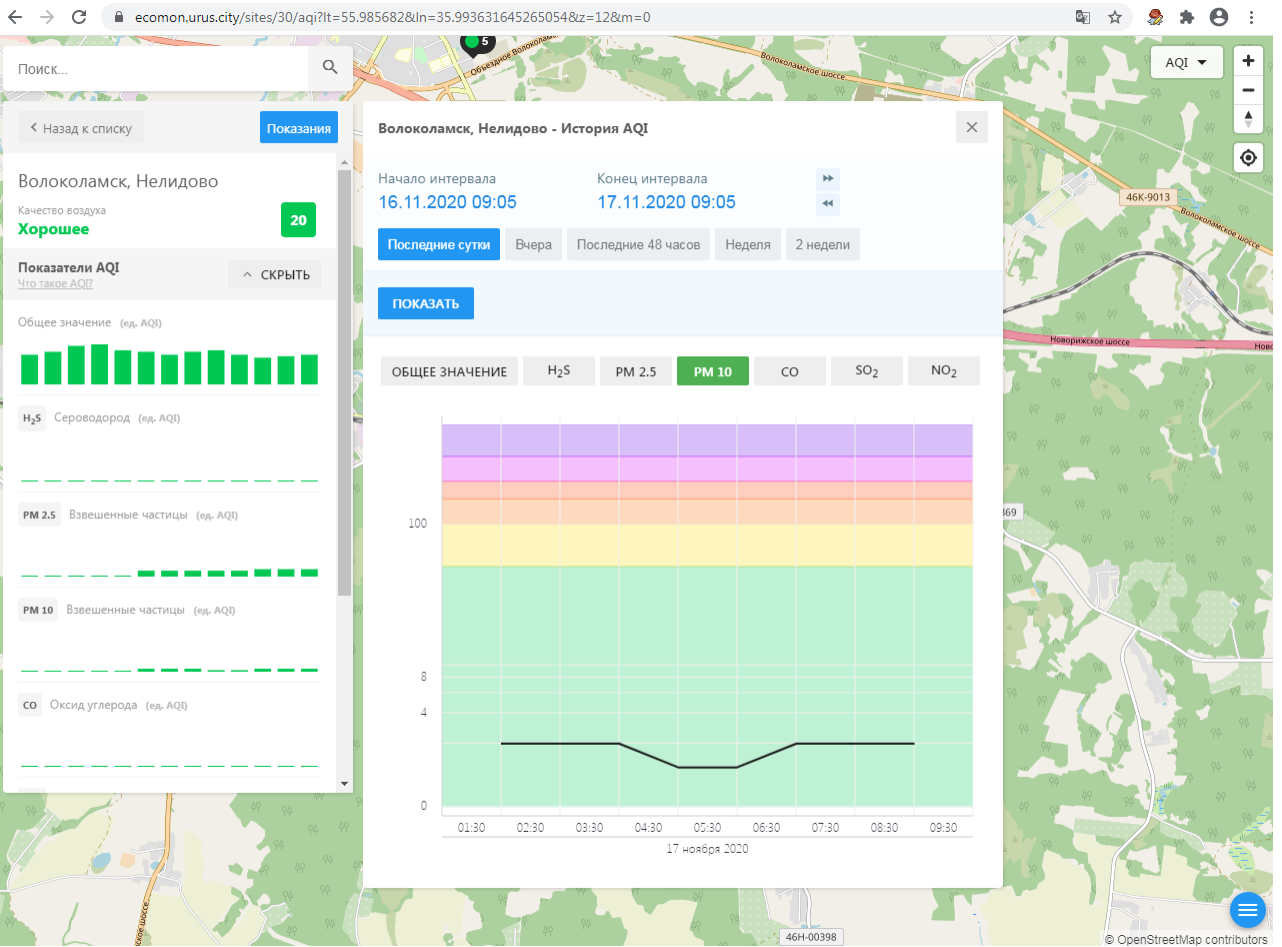 ecomon.urus.city/sites/30/aqi?lt=55.985682&ln=35.993631645265054&z=12&m=0
5
Объездное Волокола
Волоколамское шоссе
Поиск...
AQI
Назад к списку
Показания
Волоколамск, Нелидово - История AQI
Волоколамск, Нелидово
Качество воздуха
Хорошее
20
Показатели AQI
Что такое AQI?
СКРЫТЬ
Общее значение (ед. AQI)
H2S Сероводород (ед. AQI)
PM 2.5 Взвешенные частицы (ед. AQI)
PM 10 Взвешенные частицы (ед. AQI)
CO Оксид углерода (ед. AQI)
Начало интервала
Конец интервала
16.11.2020 09:05
17.11.2020 09:05
Последние сутки
Вчера
Последние 48 часов
Неделя
2 недели
ПОКАЗАТЬ
ОБЩЕЕ ЗНАЧЕНИЕ
H2S
PM 2.5
PM 10
CO
SO2
NO2
100
8
4
0
01:30 02:30 03:30 04:30 05:30 06:30 07:30 08:30 09:30
17 ноября 2020
46К-9013
Волоколамское шоссе
Новорижское шоссе
Ново
369
Волоколамское шоссе
46Н-00398
© OpenStreetMap contributors